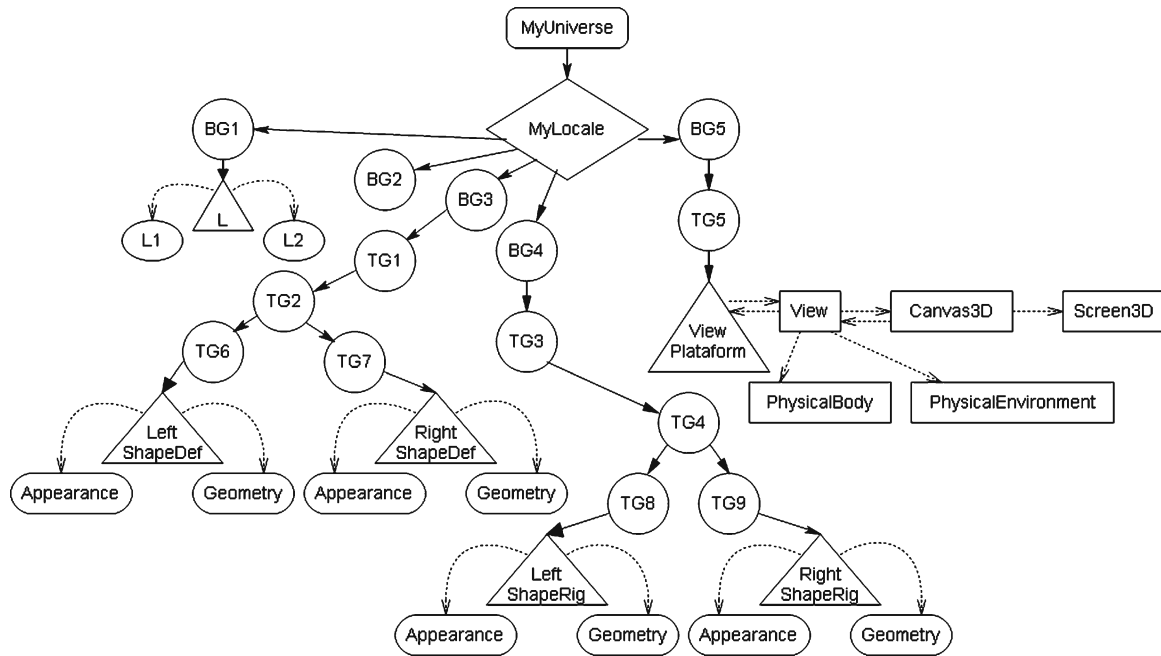 MyUniverse
MyLocale
BG1
BG5
BG2
BG3
L
L1
L2
TG5
BG4
TG1
TG2
View
Canvas3D
Screen3D
View
Plataform
TG3
TG6
TG7
PhysicalBody
PhysicalEnvironment
Left
ShapeDef
Right
ShapeDef
TG4
Appearance
Geometry
Appearance
Geometry
TG8
TG9
Left
ShapeRig
Right
ShapeRig
Appearance
Geometry
Appearance
Geometry